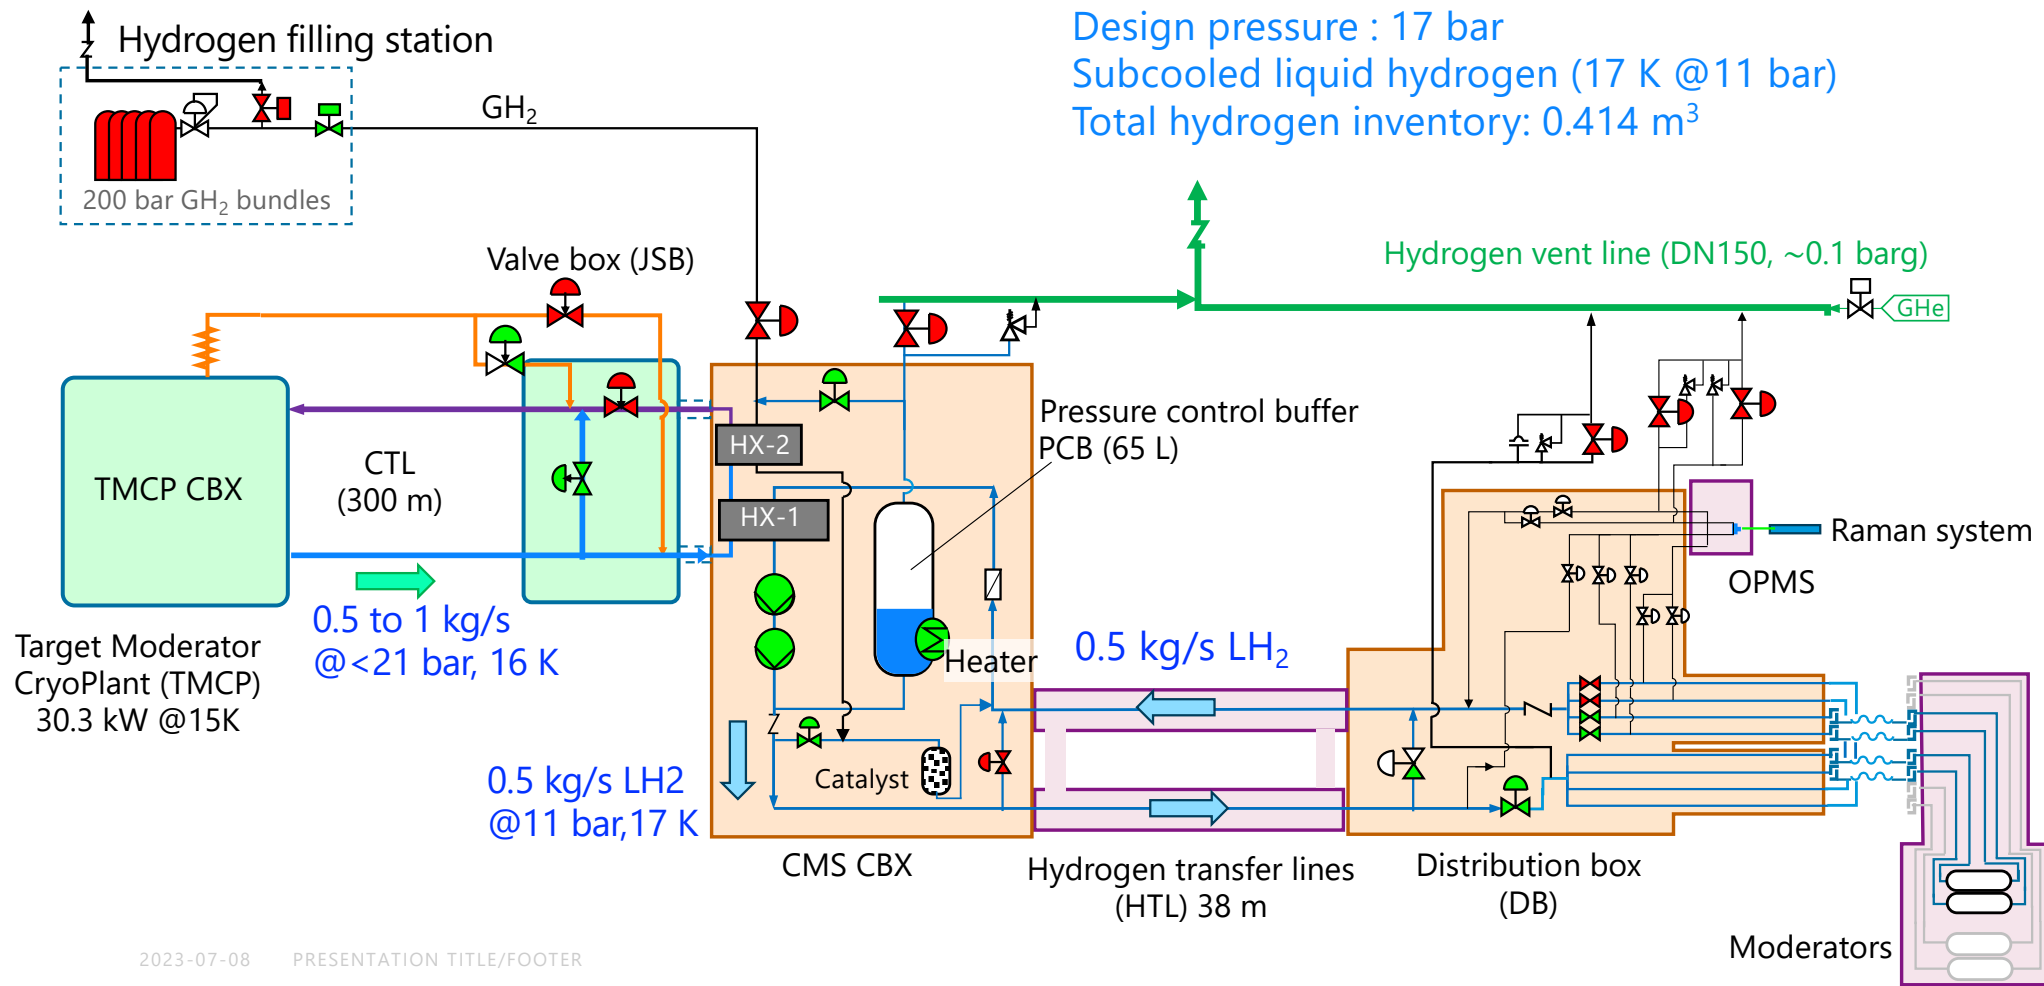 Hydrogen filling station
Design pressure : 17 bar
Subcooled liquid hydrogen (17 K @11 bar)
Total hydrogen inventory: 0.414 m³
GH₂
200 bar GH₂ bundles
Valve box (JSB)
Hydrogen vent line (DN150, ~0.1 barg)
GHe
Pressure control buffer
PCB (65 L)
HX-2
HX-1
TMCP CBX
CTL
(300 m)
Raman system
OPMS
0.5 to 1 kg/s
@<21 bar, 16 K
Target Moderator
CryoPlant (TMCP)
30.3 kW @15K
Heater
0.5 kg/s LH₂
0.5 kg/s LH2
@11 bar,17 K
Catalyst
CMS CBX
Hydrogen transfer lines
(HTL) 38 m
Distribution box
(DB)
Moderators
2023-07-08 PRESENTATION TITLE/FOOTER